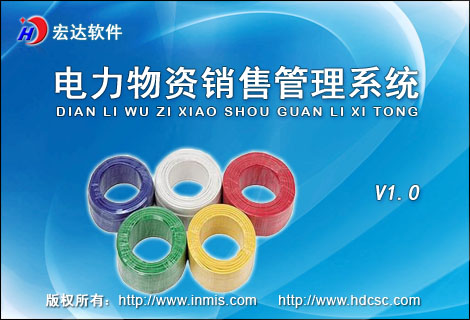 宏达软件
电力物资销售管理系统
DIAN LI WU ZI XIAO SHOU GUAN LI XI TONG
V1.0
版权所有：http://www.inmis.com http://www.hdcsc.com